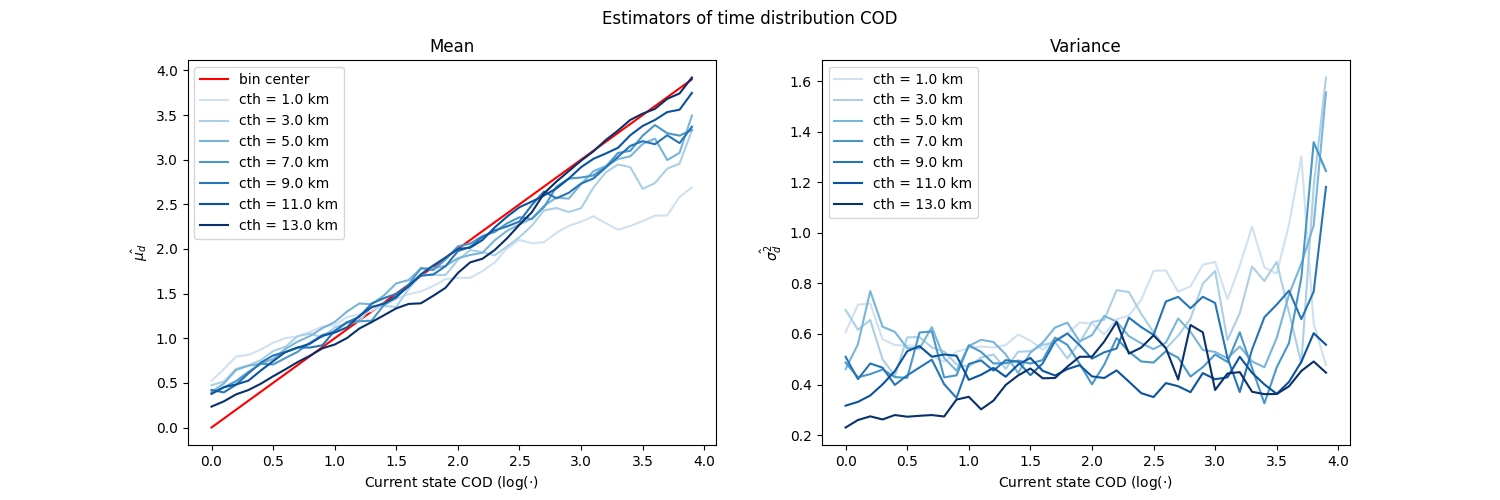 Estimators of time distribution COD
Mean
4.0
3.5
3.0
2.5
2.0
1.5
1.0
0.5
0.0
μ̂_d
bin center
cth = 1.0 km
cth = 3.0 km
cth = 5.0 km
cth = 7.0 km
cth = 9.0 km
cth = 11.0 km
cth = 13.0 km
0.0 0.5 1.0 1.5 2.0 2.5 3.0 3.5 4.0
Current state COD (log(·)
Variance
1.6
1.4
1.2
1.0
0.8
0.6
0.4
0.2
σ̂²_d
cth = 1.0 km
cth = 3.0 km
cth = 5.0 km
cth = 7.0 km
cth = 9.0 km
cth = 11.0 km
cth = 13.0 km
0.0 0.5 1.0 1.5 2.0 2.5 3.0 3.5 4.0
Current state COD (log(·)